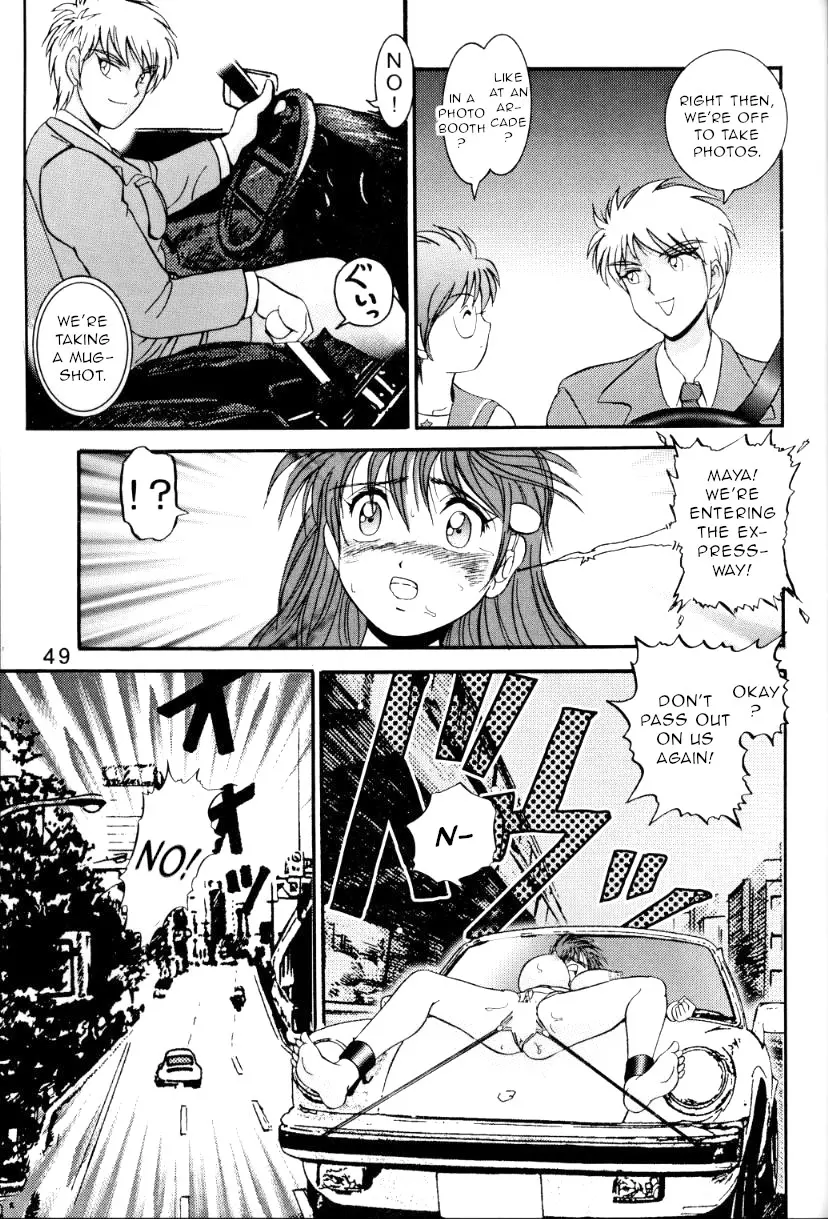 RIGHT THEN,
WE'RE OFF
TO TAKE
PHOTOS.
LIKE
AT AN
AR-
CADE
?
IN A
PHOTO
BOOTH
?
NO!
ぐいっ
WE'RE
TAKING
A MUG-
SHOT.
MAYA!
WE'RE
ENTERING
THE EX-
PRESS-
WAY!
!?
OKAY
?
DON'T
PASS OUT
ON US
AGAIN!
N-
NO!
49